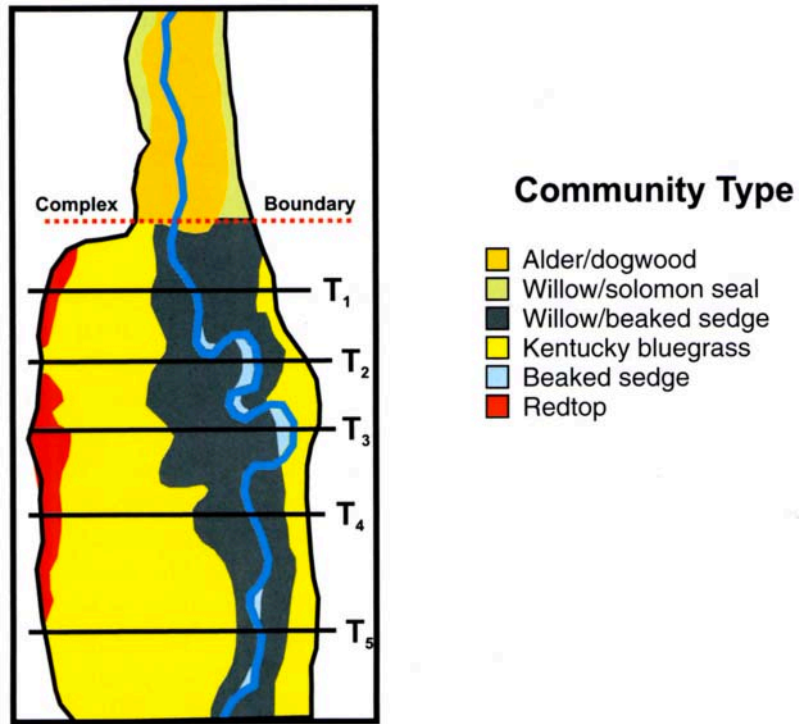 Complex Boundary
T1
T2
T3
T4
T5
Community Type
Alder/dogwood
Willow/solomon seal
Willow/beaked sedge
Kentucky bluegrass
Beaked sedge
Redtop